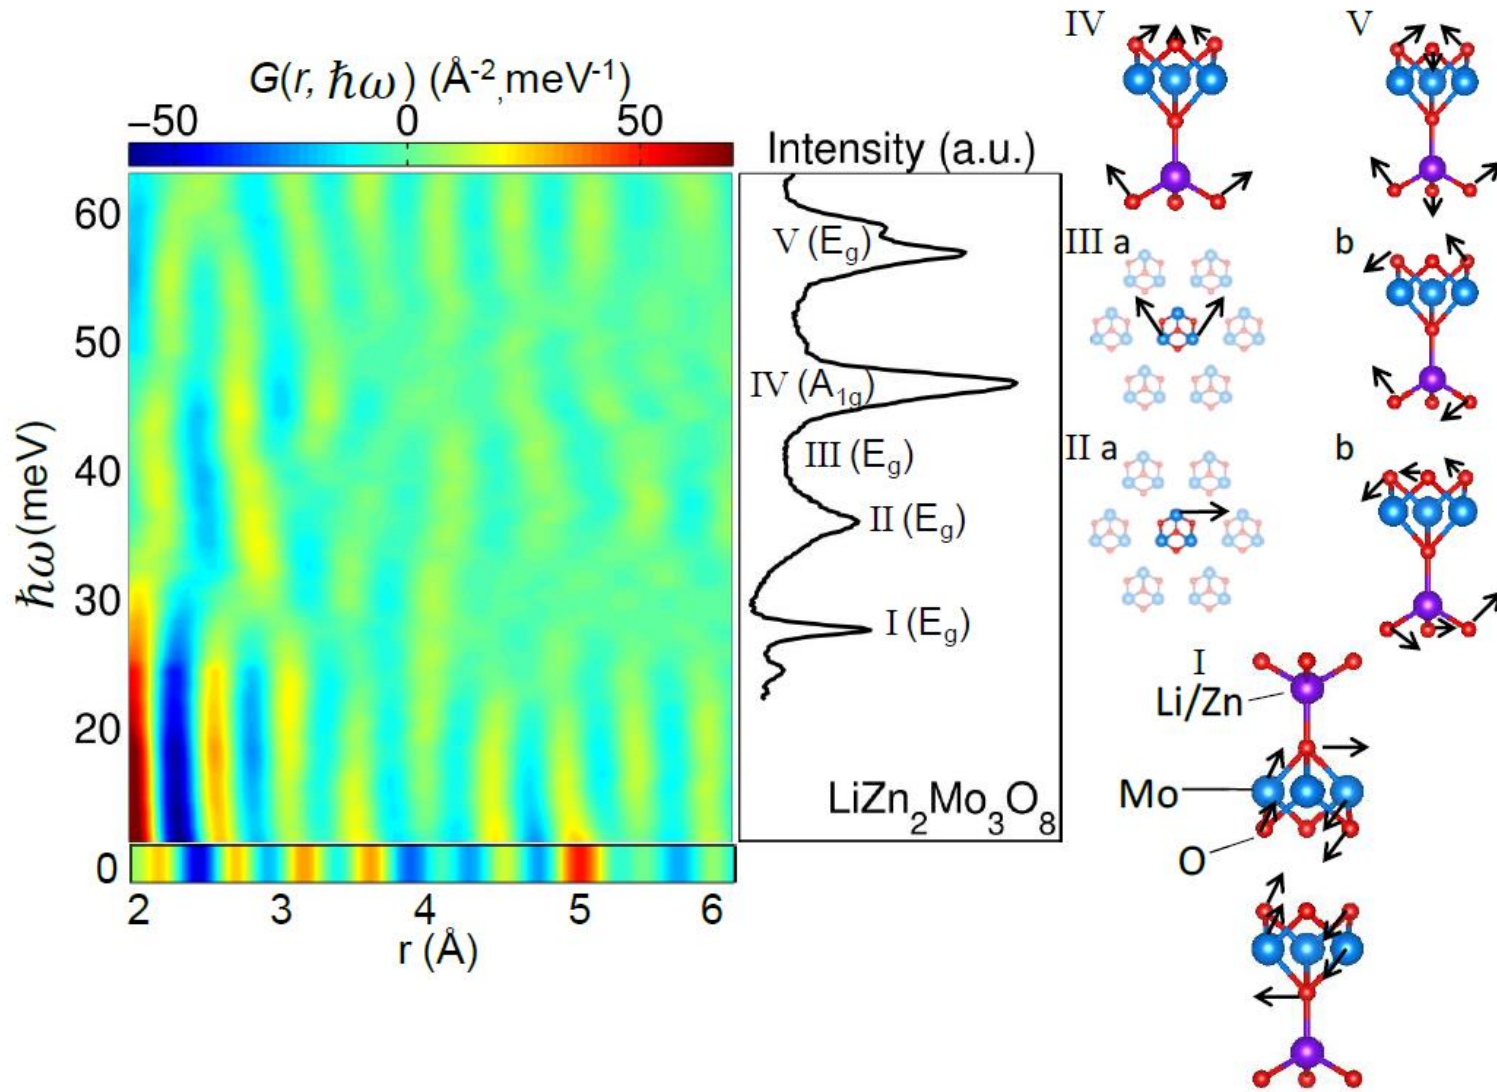 G(r, ℏω) (Å-2,meV-1)
−50 0 50
60
50
40
30
20
10
0
ℏω (meV)
2 3 4 5 6
r (Å)
Intensity (a.u.)
V (Eg)
IV (A1g)
III (Eg)
II (Eg)
I (Eg)
LiZn2Mo3O8
IV V
III a b
II a b
I
Li/Zn
Mo
O